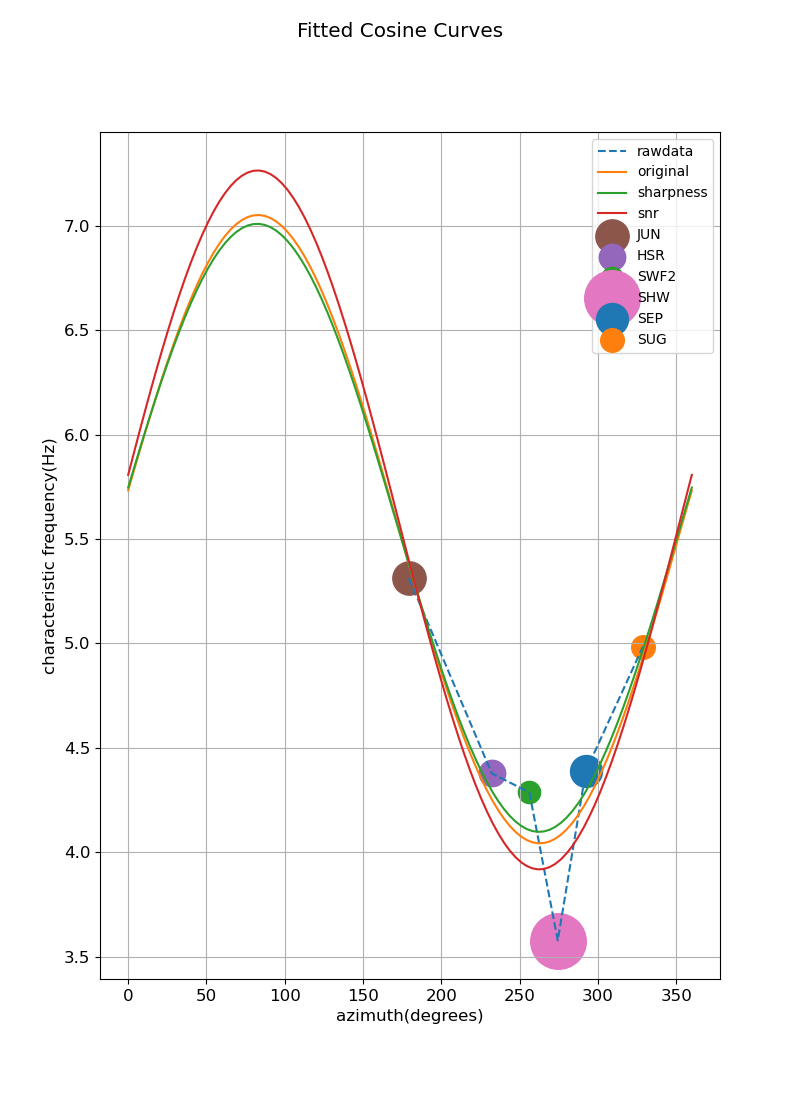 Fitted Cosine Curves
rawdata
original
sharpness
snr
JUN
HSR
SWF2
SHW
SEP
SUG
7.0
6.5
6.0
5.5
5.0
4.5
4.0
3.5
characteristic frequency(Hz)
0 50 100 150 200 250 300 350
azimuth(degrees)